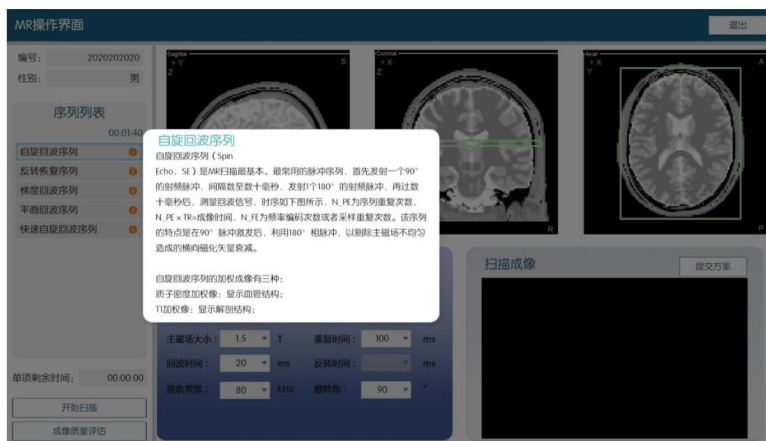 MR操作界面
退出
编号: 2020202020
性别: 男
序列列表
00:01:40
自旋回波序列
反转恢复序列
梯度回波序列
平面回波序列
快速自旋回波序列
单项剩余时间: 00:00:00
开始扫描
成像质量评估
Sagittal
+Y
S
Z
Coronal
+X
Z
R
Axial
+X
A
Y
P
自旋回波序列
自旋回波序列（Spin
Echo，SE）是MR扫描最基本、最常用的脉冲序列，首先发射一个90°
的射频脉冲，间隔数至数十毫秒，发射1个180°的射频脉冲，再过数
十毫秒后，测量回波信号，时序如下图所示，N_PE为序列重复次数，
N_PE×TR=成像时间，N_FE为频率编码次数或者采样重复次数。该序列
的特点是在90°脉冲激发后，利用180°相脉冲，以剔除主磁场不均匀
造成的横向磁化矢量衰减。
自旋回波序列的加权成像有三种：
质子密度加权像：显示血管结构；
T1加权像：显示解剖结构；
主磁场大小: 1.5 T 重复时间: 100 ms
回波时间: 20 ms 反转时间: ms
接收带宽: 80 kHz 翻转角: 90 °
扫描成像
提交方案